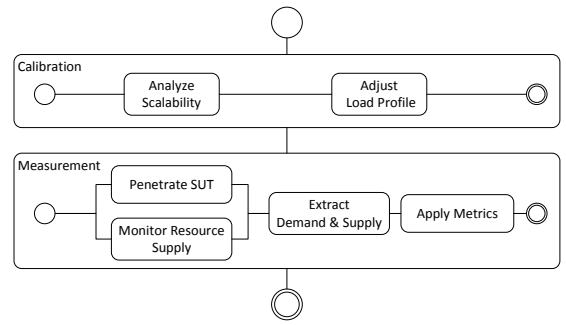 Calibration
Analyze
Scalability
Adjust
Load Profile
Measurement
Penetrate SUT
Monitor Resource
Supply
Extract
Demand & Supply
Apply Metrics